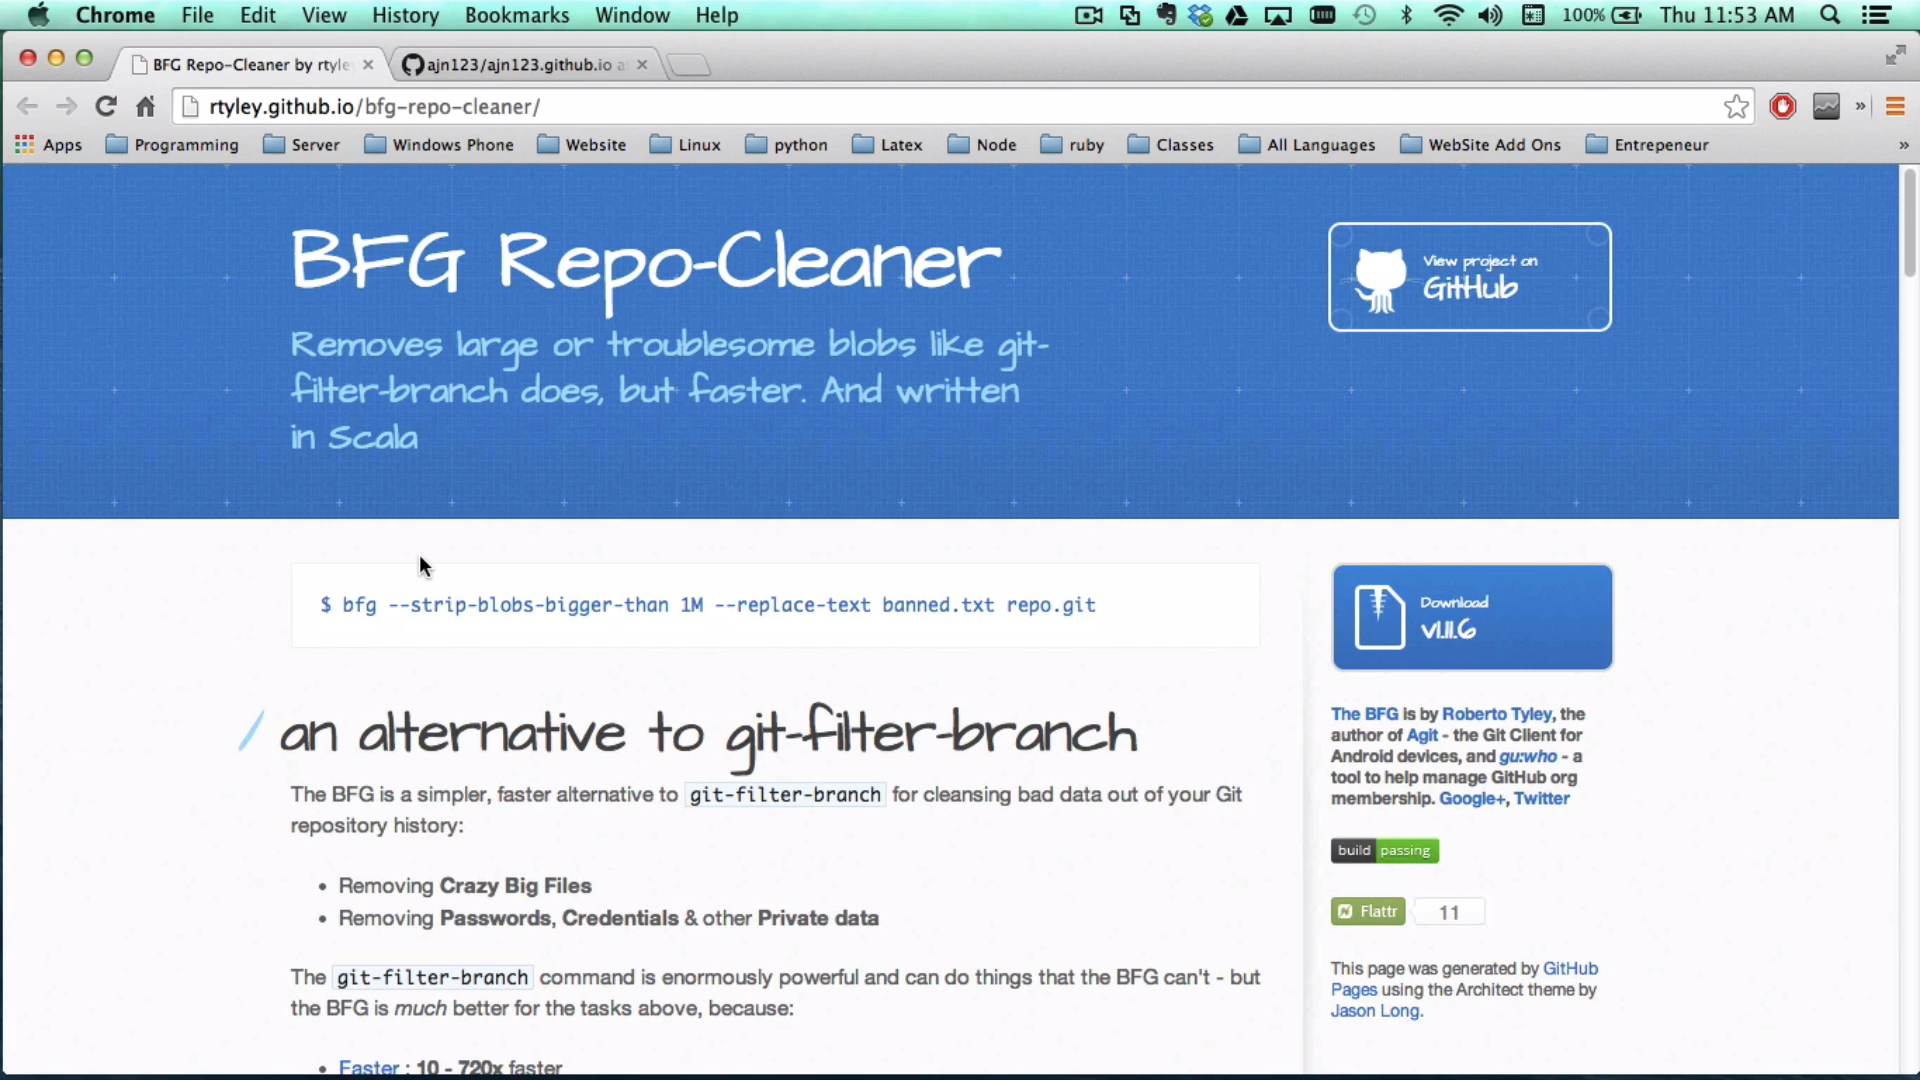 Chrome File Edit View History Bookmarks Window Help 100% Thu 11:53 AM
BFG Repo-Cleaner by rtyle ajn123/ajn123.github.io a
rtyley.github.io/bfg-repo-cleaner/
Apps Programming Server Windows Phone Website Linux python Latex Node ruby Classes All Languages WebSite Add Ons Entrepeneur »
BFG Repo-Cleaner
Removes large or troublesome blobs like git-
filter-branch does, but faster. And written
in Scala
View project on
GitHub
$ bfg --strip-blobs-bigger-than 1M --replace-text banned.txt repo.git
an alternative to git-filter-branch
The BFG is a simpler, faster alternative to git-filter-branch for cleansing bad data out of your Git
repository history:
• Removing Crazy Big Files
• Removing Passwords, Credentials & other Private data
The git-filter-branch command is enormously powerful and can do things that the BFG can't - but
the BFG is much better for the tasks above, because:
• Faster : 10 - 720x faster
Download
v1.11.6
The BFG is by Roberto Tyley, the
author of Agit - the Git Client for
Android devices, and gu:who - a
tool to help manage GitHub org
membership. Google+, Twitter
build passing
Flattr 11
This page was generated by GitHub
Pages using the Architect theme by
Jason Long.